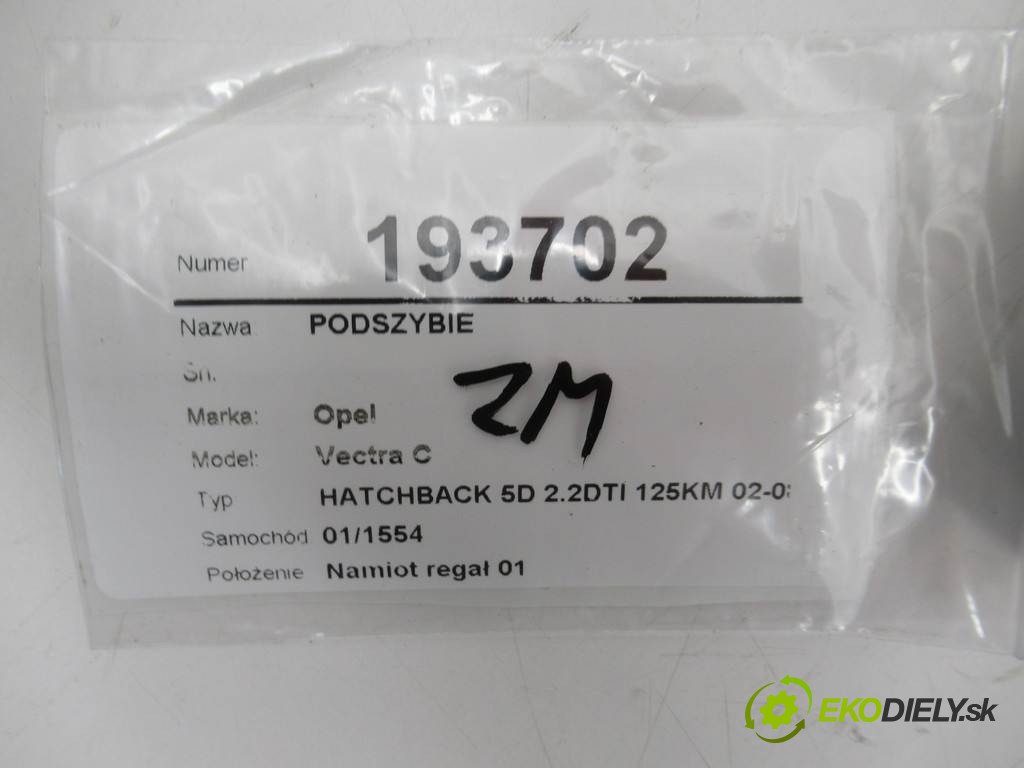 Numer 193702
Nazwa: PODSZYBIE
Sn.
Marka: Opel
ZM
Model: Vectra C
Typ HATCHBACK 5D 2.2DTI 125KM 02-0
Samochód 01/1554
Położenie Namiot regał 01
EKODIELY.sk